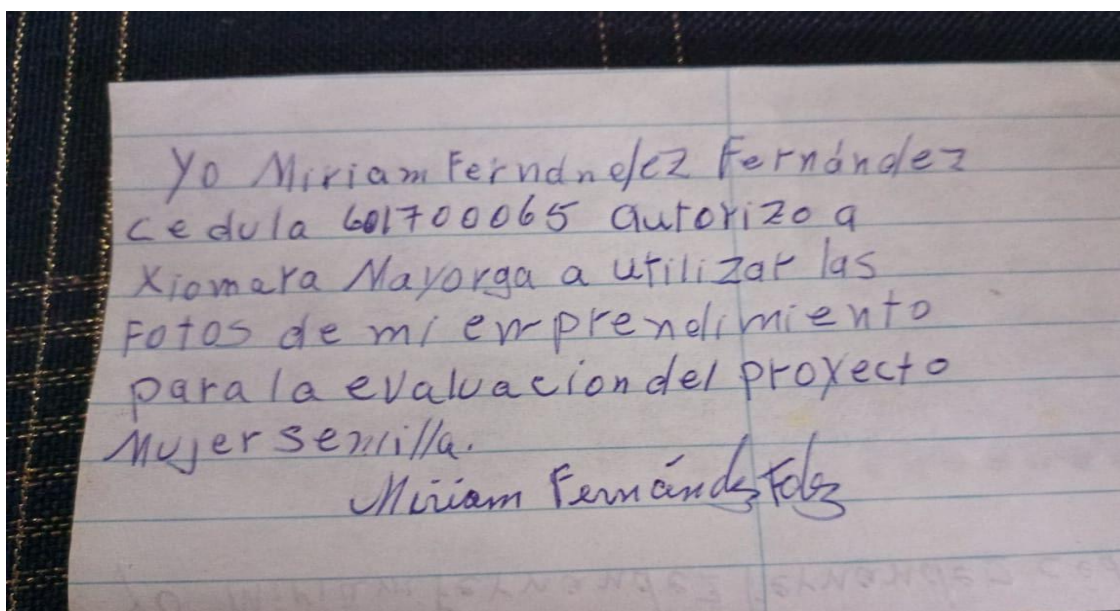 Yo Miriam Fernández Fernández
cedula 601700065 autorizo a
Xiomara Mayorga a utilizar las
Fotos de mi emprendimiento
para la evaluacion del proyecto
Mujer semilla.
Miriam Fernández Fdez